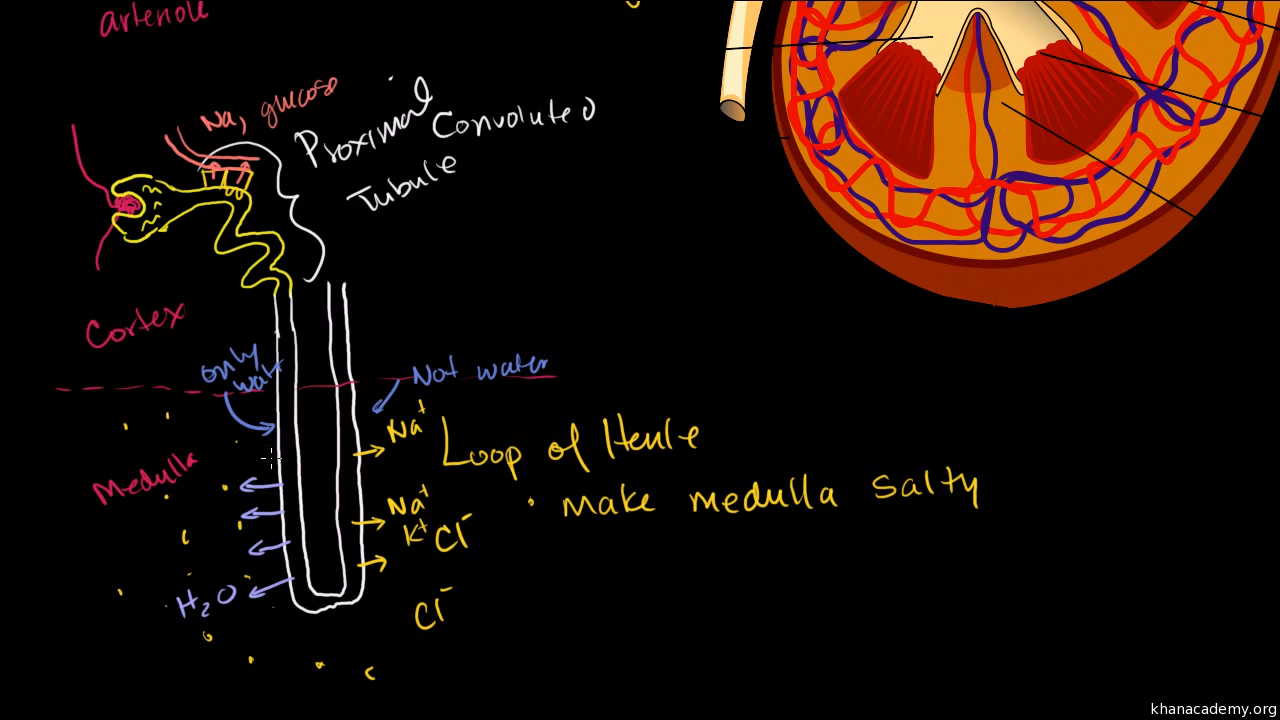 arteriole
Na, glucose
Proximal Convoluted
Tubule
Cortex
only
water
Not water
Medulla
Na⁺
Loop of Henle
• Make medulla salty
Na⁺
K⁺ Cl⁻
H₂O
Cl⁻
khanacademy.org